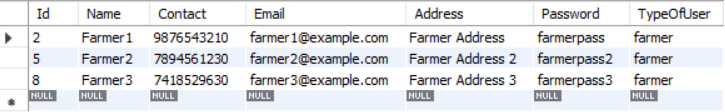 Id Name Contact Email Address Password TypeOfUser
2 Farmer1 9876543210 farmer1@example.com Farmer Address farmerpass farmer
5 Farmer2 7894561230 farmer2@example.com Farmer Address 2 farmerpass2 farmer
8 Farmer3 7418529630 farmer3@example.com Farmer Address 3 farmerpass3 farmer
NULL NULL NULL NULL NULL NULL NULL